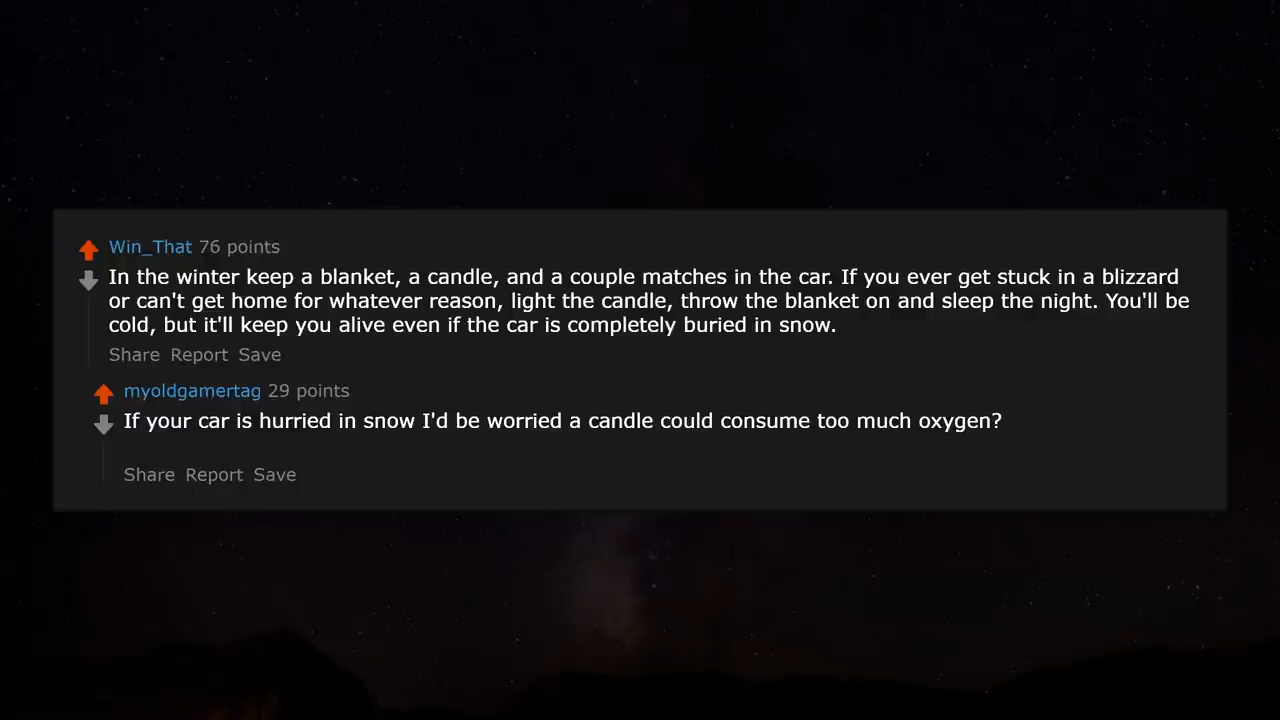 Win_That 76 points
In the winter keep a blanket, a candle, and a couple matches in the car. If you ever get stuck in a blizzard
or can't get home for whatever reason, light the candle, throw the blanket on and sleep the night. You'll be
cold, but it'll keep you alive even if the car is completely buried in snow.
Share Report Save
myoldgamertag 29 points
If your car is hurried in snow I'd be worried a candle could consume too much oxygen?
Share Report Save